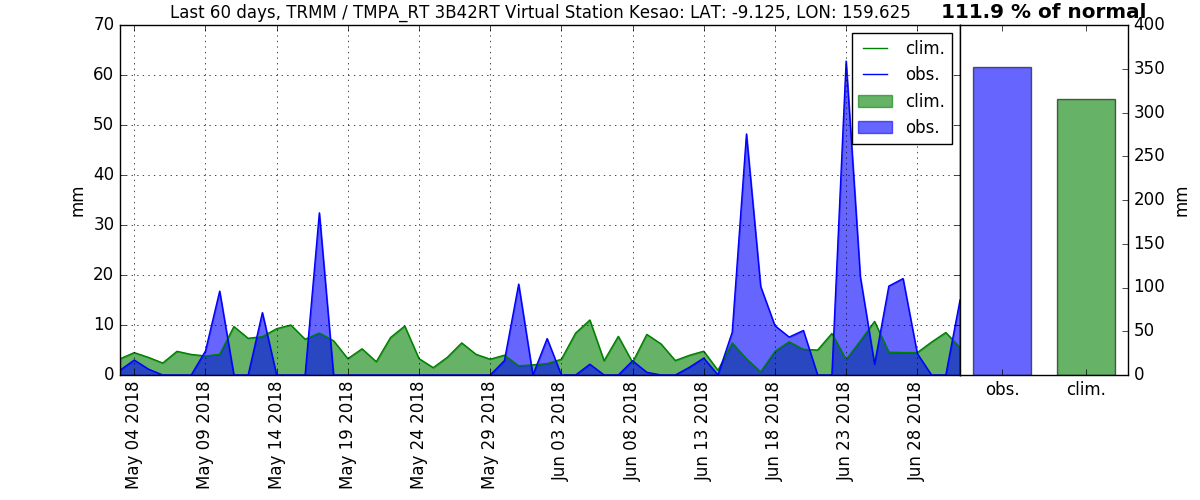 Last 60 days, TRMM / TMPA_RT 3B42RT Virtual Station Kesao: LAT: -9.125, LON: 159.625
111.9 % of normal
70
60
50
40
30
20
10
0
mm
clim.
obs.
clim.
obs.
May 04 2018
May 09 2018
May 14 2018
May 19 2018
May 24 2018
May 29 2018
Jun 03 2018
Jun 08 2018
Jun 13 2018
Jun 18 2018
Jun 23 2018
Jun 28 2018
400
350
300
250
200
150
100
50
0
mm
obs.
clim.